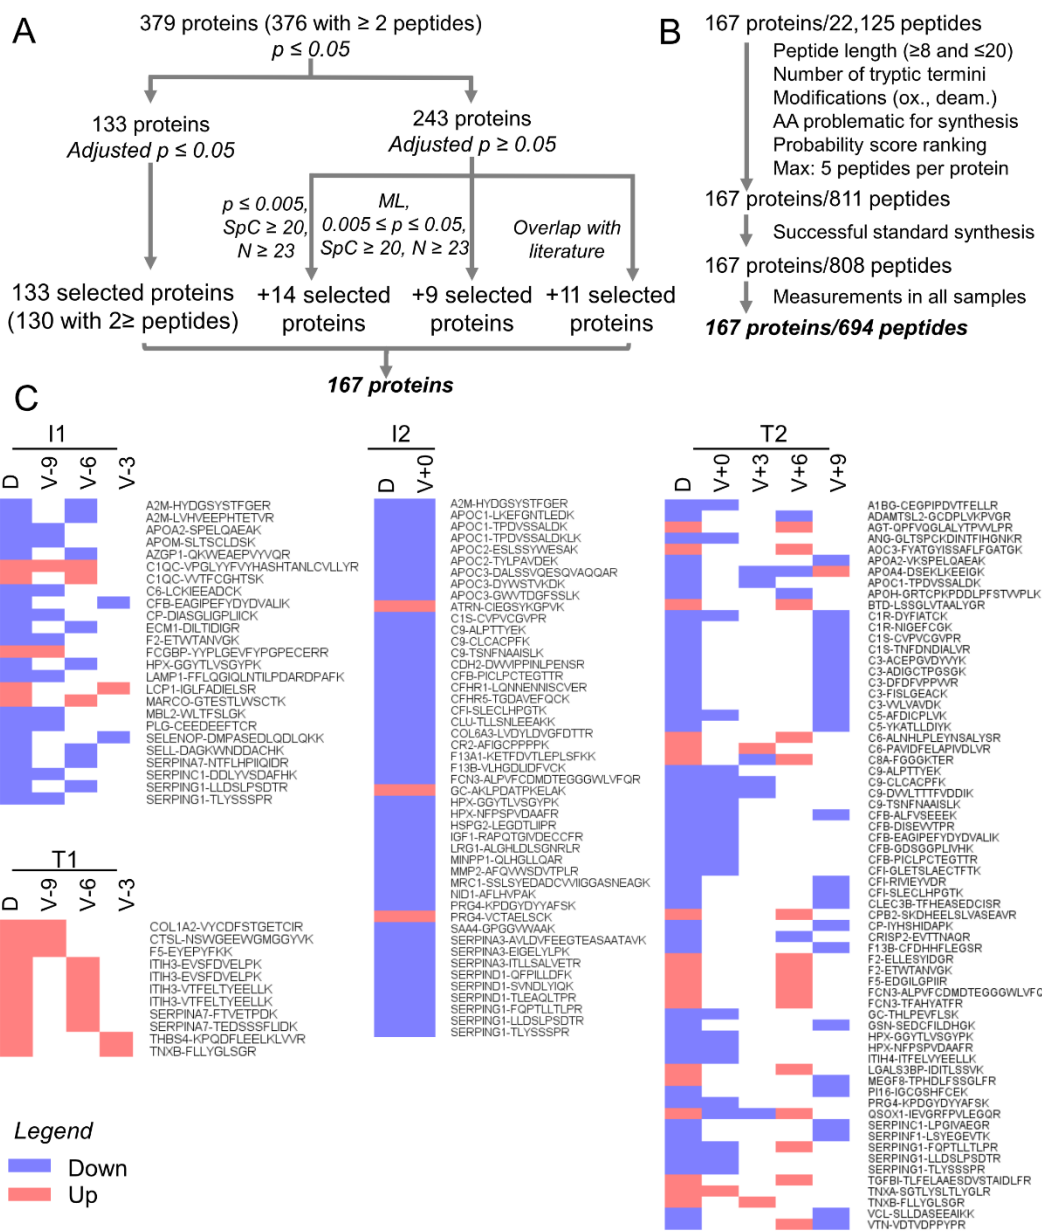 A
379 proteins (376 with ≥ 2 peptides)
p ≤ 0.05
133 proteins
Adjusted p ≤ 0.05
243 proteins
Adjusted p ≥ 0.05
p ≤ 0.005,
SpC ≥ 20,
N ≥ 23
ML,
0.005 ≤ p ≤ 0.05,
SpC ≥ 20, N ≥ 23
Overlap with
literature
133 selected proteins
(130 with 2≥ peptides)
+14 selected
proteins
+9 selected
proteins
+11 selected
proteins
167 proteins
B
167 proteins/22,125 peptides
Peptide length (≥8 and ≤20)
Number of tryptic termini
Modifications (ox., deam.)
AA problematic for synthesis
Probability score ranking
Max: 5 peptides per protein
167 proteins/811 peptides
Successful standard synthesis
167 proteins/808 peptides
Measurements in all samples
167 proteins/694 peptides
C
I1
D
V-9
V-6
V-3
A2M-HYDGSYSTFGER
A2M-LVHVEEPHTETVR
APOA2-SPELQAEAK
APOM-SLTSCLDSK
AZGP1-QKWEAEPVYVQR
C1QC-VPGLYYFVYHASHTANLCVLLYR
C1QC-VVTFCGHTSK
C6-LCKIEEADCK
CFB-EAGIPEFYDYDVALIK
CP-DIASGLIGPLIICK
ECM1-DILTIDIGR
F2-ETWTANVGK
FCGBP-YYPLGEVFYPGPECERR
HPX-GGYTLVSGYPK
LAMP1-FFLQGIQLNTILPDARDPAFK
LCP1-IGLFADIELSR
MARCO-GTESTLWSCTK
MBL2-WLTFSLGK
PLG-CEEDEEFTCR
SELENOP-DMPASEDLQDLQKK
SELL-DAGKWNDDACHK
SERPINA7-NTFLHPIIQIDR
SERPINC1-DDLYVSDAFHK
SERPING1-LLDSLPSDTR
SERPING1-TLYSSSPR
T1
D
V-9
V-6
V-3
COL1A2-VYCDFSTGETCIR
CTSL-NSWGEEWGMGGYVK
F5-EYEPYFKK
ITIH3-EVSFDVELPK
ITIH3-EVSFDVELPK
ITIH3-VTFELTYEELLK
ITIH3-VTFELTYEELLK
SERPINA7-FTVETPDK
SERPINA7-TEDSSSFLIDK
THBS4-KPQDFLEELKLVVR
TNXB-FLLYGLSGR
Legend
Down
Up
I2
D
V+0
A2M-HYDGSYSTFGER
APOC1-LKEFGNTLEDK
APOC1-TPDVSSALDK
APOC1-TPDVSSALDKLK
APOC2-ESLSSYWESAK
APOC2-TYLPAVDEK
APOC3-DALSSVQESQVAQQAR
APOC3-DYWSTVKDK
APOC3-GWVTDGFSSLK
ATRN-CIEGSYKGPVK
C1S-CVPVCGVPR
C9-ALPTTYEK
C9-CLCACPFK
C9-TSNFNAAISLK
CDH2-DWVIPPINLPENSR
CFB-PICLPCTEGTTR
CFHR1-LQNNENNISCVER
CFHR5-TGDAVEFQCK
CFI-SLECLHPGTK
CLU-TLLSNLEEAKK
COL6A3-LVDYLDVGFDTTR
CR2-AFIGCPPPPK
F13A1-KETFDVTLEPLSFKK
F13B-VLHGDLIDFVCK
FCN3-ALPVFCDMDTEGGGWLVFQR
GC-AKLPDATPKELAK
HPX-GGYTLVSGYPK
HPX-NFPSPVDAAFR
HSPG2-LEGDTLIIPR
IGF1-RAPQTGIVDECCFR
LRG1-ALGHLDLSGNRLR
MINPP1-QLHGLLQAR
MMP2-AFQVWSDVTPLR
MRC1-SSLSYEDADCVVIIGGASNEAGK
NID1-AFLHVPAK
PRG4-KPDGYDYYAFSK
PRG4-VCTAELSCK
SAA4-GPGGVWAAK
SERPINA3-AVLDVFEEGTEASAATAVK
SERPINA3-EIGELYLPK
SERPINA3-ITLLSALVETR
SERPIND1-QFPILLDFK
SERPIND1-SVNDLYIQK
SERPIND1-TLEAQLTPR
SERPING1-FQPTLLTLPR
SERPING1-LLDSLPSDTR
SERPING1-TLYSSSPR
T2
D
V+0
V+3
V+6
V+9
A1BG-CEGPIPDVTFELLR
ADAMTSL2-GCDPLVKPVGR
AGT-QPFVQGLALYTPVVLPR
ANG-GLTSPCKDINTFIHGNKR
AOC3-FYATGYISSAFLFGATGK
APOA2-VKSPELQAEAK
APOA4-DSEKLKEEIGK
APOC1-TPDVSSALDK
APOH-GRTCPKPDDLPFSTVVPLK
BTD-LSSGLVTAALYGR
C1R-DYFIATCK
C1R-NIGEFCGK
C1S-CVPVCGVPR
C1S-TNFDNDIALVR
C3-ACEPGVDYVYK
C3-ADIGCTPGSGK
C3-DFDFVPPVVR
C3-FISLGEACK
C3-VVLVAVDK
C5-AFDICPLVK
C5-YKATLLDIYK
C6-ALNHLPLEYNSALYSR
C6-PAVIDFELAPIVDLVR
C8A-FGGGKTER
C9-ALPTTYEK
C9-CLCACPFK
C9-DVVLTTTFVDDIK
C9-TSNFNAAISLK
CFB-ALFVSEEEK
CFB-DISEVVTPR
CFB-EAGIPEFYDYDVALIK
CFB-GDSGGPLIVHK
CFB-PICLPCTEGTTR
CFI-GLETSLAECTFTK
CFI-RIVIEYVDR
CFI-SLECLHPGTK
CLEC3B-TFHEASEDCISR
CPB2-SKDHEELSLVASEAVR
CP-IYHSHIDAPK
CRISP2-EVTTNAQR
F13B-CFDHHFLEGSR
F2-ELLESYIDGR
F2-ETWTANVGK
F5-EDGILGPIIR
FCN3-ALPVFCDMDTEGGGWLVFQ
FCN3-TFAHYATFR
GC-THLPEVFLSK
GSN-SEDCFILDHGK
HPX-GGYTLVSGYPK
HPX-NFPSPVDAAFR
ITIH4-ITFELVYEELLK
LGALS3BP-IDITLSSVK
MEGF8-TPHDLFSSGLFR
PI16-IGCGSHFCEK
PRG4-KPDGYDYYAFSK
QSOX1-IEVGRFPVLEGQR
SERPINC1-LPGIVAEGR
SERPINF1-LSYEGEVTK
SERPING1-FQPTLLTLPR
SERPING1-LLDSLPSDTR
SERPING1-TLYSSSPR
TGFBI-TLFELAAESDVSTAIDLFR
TNXA-SGTLYSLTLYGLR
TNXB-FLLYGLSGR
VCL-SLLDASEEAIKK
VTN-VDTVDPPYPR